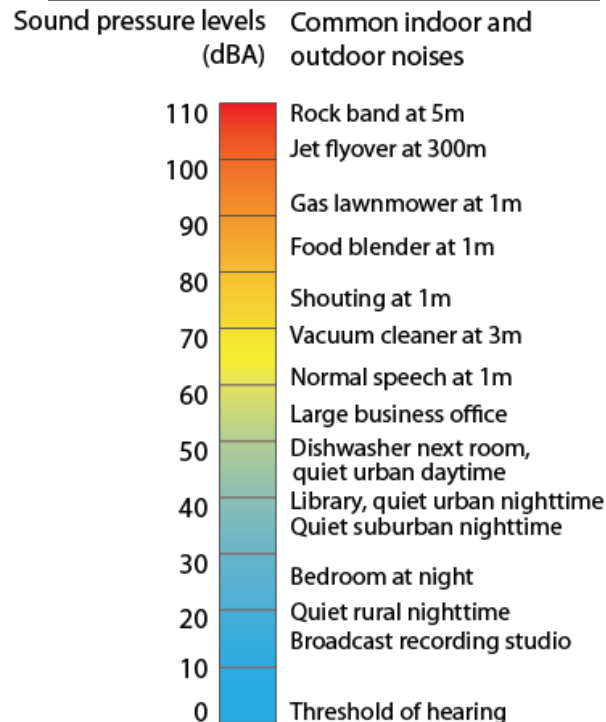 Sound pressure levels
(dBA)
Common indoor and
outdoor noises
110
Rock band at 5m
Jet flyover at 300m
100
Gas lawnmower at 1m
90
Food blender at 1m
80
Shouting at 1m
70
Vacuum cleaner at 3m
Normal speech at 1m
60
Large business office
50
Dishwasher next room,
quiet urban daytime
40
Library, quiet urban nighttime
Quiet suburban nighttime
30
Bedroom at night
20
Quiet rural nighttime
Broadcast recording studio
10
0
Threshold of hearing